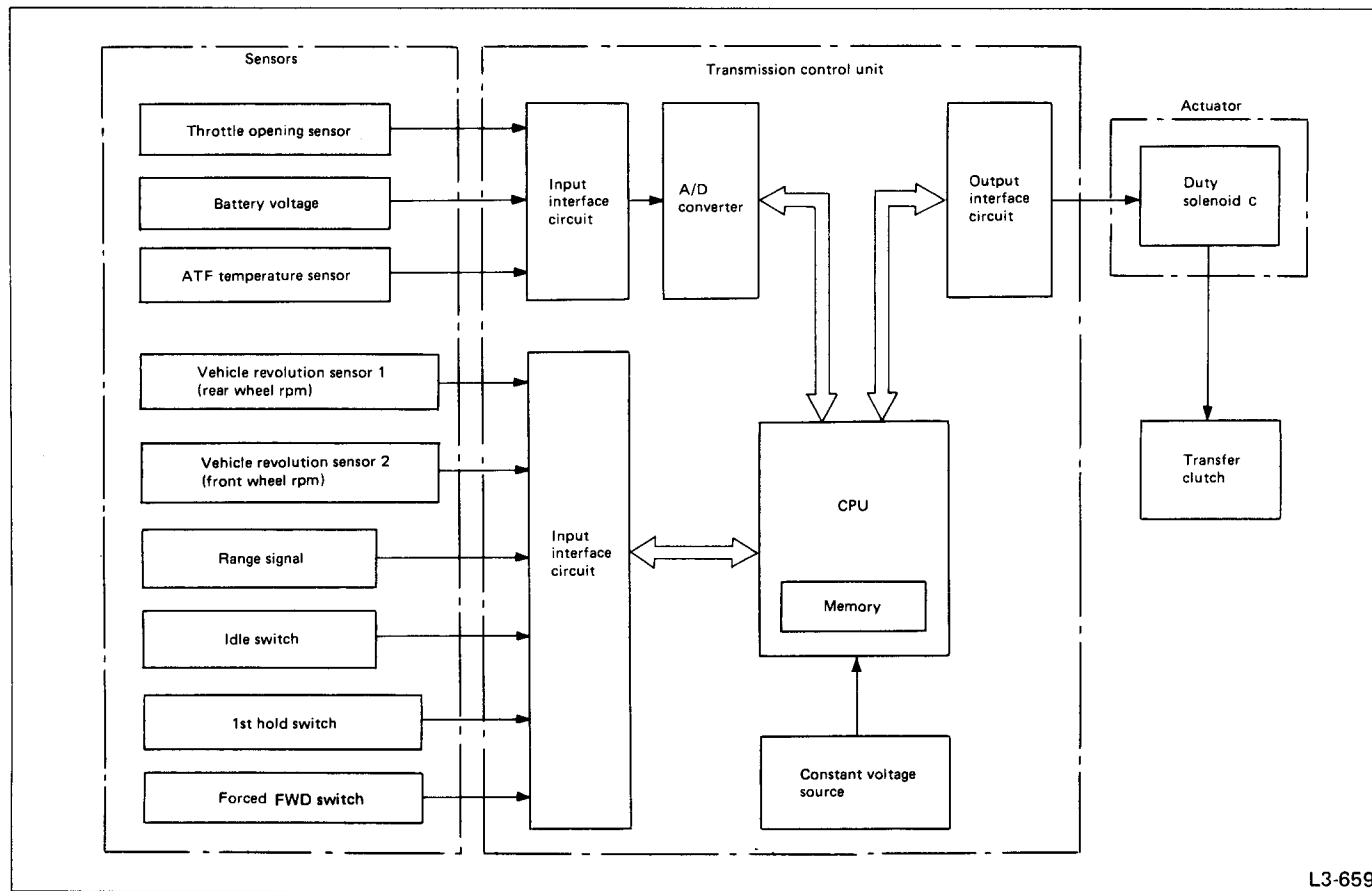 Sensors
Throttle opening sensor
Battery voltage
ATF temperature sensor
Vehicle revolution sensor 1
(rear wheel rpm)
Vehicle revolution sensor 2
(front wheel rpm)
Range signal
Idle switch
1st hold switch
Forced FWD switch
Transmission control unit
Input
interface
circuit
A/D
converter
Output
interface
circuit
Input
interface
circuit
CPU
Memory
Constant voltage
source
Actuator
Duty
solenoid C
Transfer
clutch
L3-659